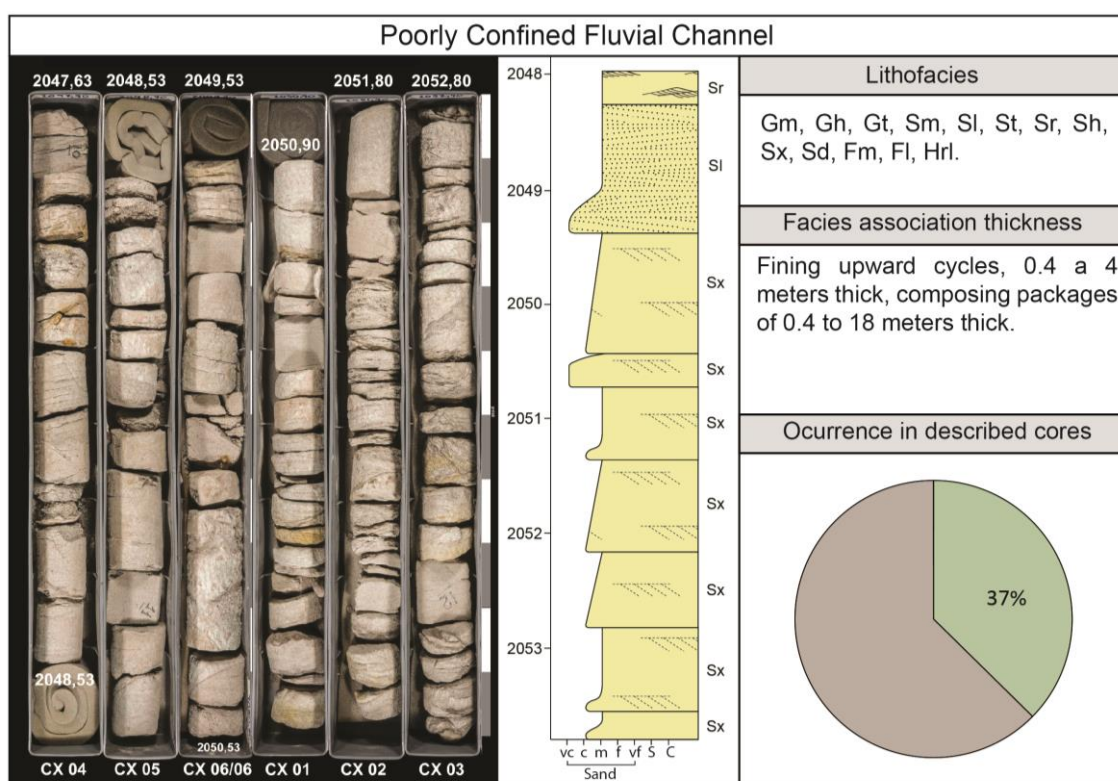 Poorly Confined Fluvial Channel
2047,63
2048,53
2049,53
2050,90
2051,80
2052,80
2048,53
2050,53
CX 04
CX 05
CX 06/06
CX 01
CX 02
CX 03
2048
2049
2050
2051
2052
2053
Sr
Sl
Sx
Sx
Sx
Sx
Sx
Sx
Sx
vc c m f vf S C
Sand
Lithofacies
Gm, Gh, Gt, Sm, Sl, St, Sr, Sh,
Sx, Sd, Fm, Fl, Hrl.
Facies association thickness
Fining upward cycles, 0.4 a 4
meters thick, composing packages
of 0.4 to 18 meters thick.
Ocurrence in described cores
37%